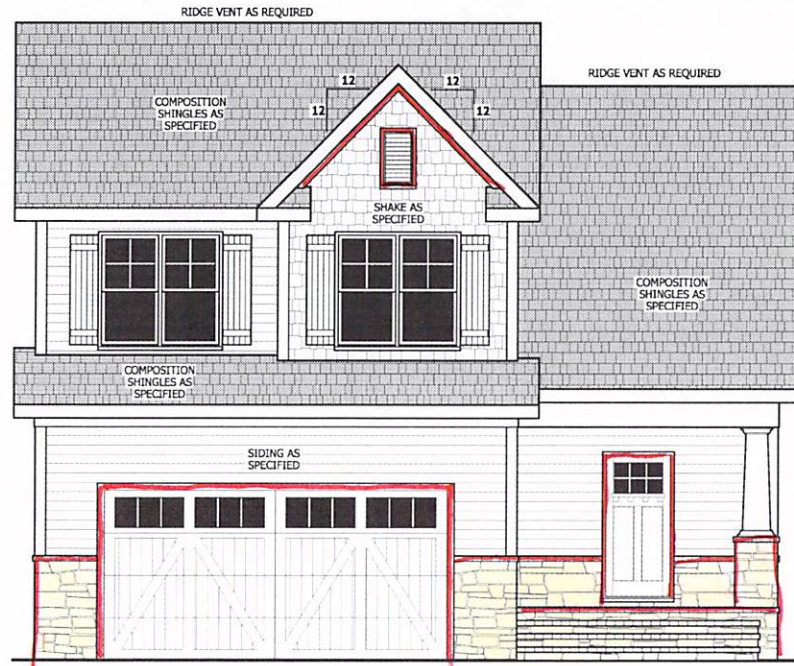 RIDGE VENT AS REQUIRED
RIDGE VENT AS REQUIRED
12
12
12
12
COMPOSITION
SHINGLES AS
SPECIFIED
SHAKE AS
SPECIFIED
COMPOSITION
SHINGLES AS
SPECIFIED
COMPOSITION
SHINGLES AS
SPECIFIED
SIDING AS
SPECIFIED